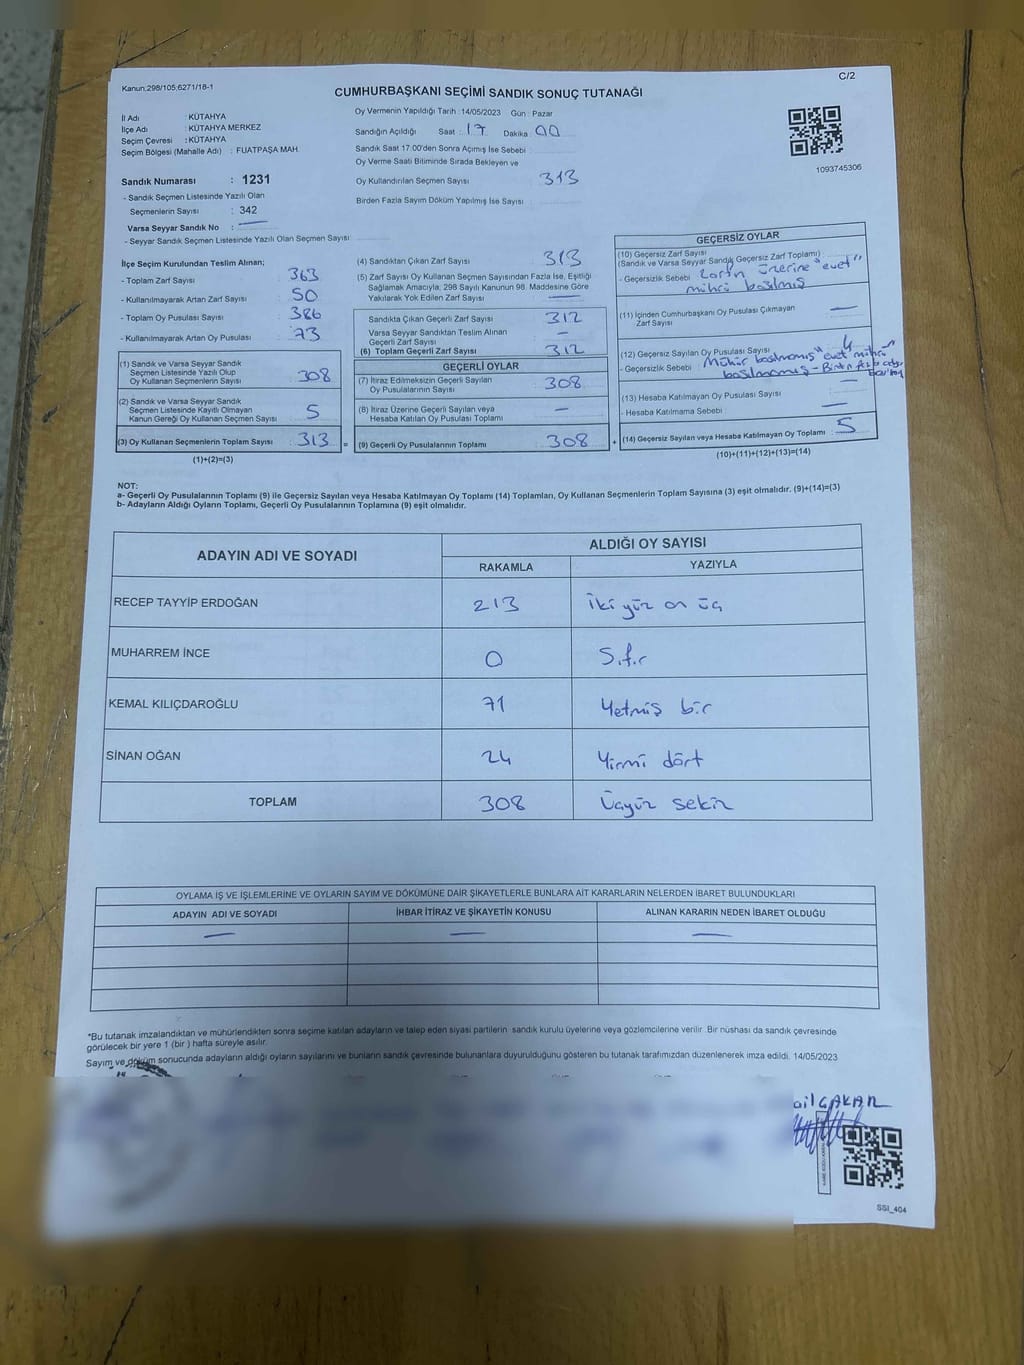 Kanun:298/105,6271/18-1
C/2
CUMHURBAŞKANI SEÇİMİ SANDIK SONUÇ TUTANAĞI
İl Adı : KÜTAHYA
İlçe Adı : KÜTAHYA MERKEZ
Seçim Çevresi : KÜTAHYA
Seçim Bölgesi (Mahalle Adı) : FUATPAŞA MAH.
Sandık Numarası : 1231
- Sandık Seçmen Listesinde Yazılı Olan
Seçmenlerin Sayısı : 342
Varsa Seyyar Sandık No : —
- Seyyar Sandık Seçmen Listesinde Yazılı Olan Seçmen Sayısı
Oy Vermenin Yapıldığı Tarih : 14/05/2023 Gün : Pazar
Sandığın Açıldığı Saat : 17 Dakika : 00
Sandık Saat 17.00'den Sonra Açımış İse Sebebi
Oy Verme Saati Bitiminde Sırada Bekleyen ve
Oy Kullandırılan Seçmen Sayısı 313
Birden Fazla Sayım Döküm Yapılmış İse Sayısı :
1093745306
İlçe Seçim Kurulundan Teslim Alınan;
- Toplam Zarf Sayısı 363
- Kullanılmayarak Artan Zarf Sayısı 50
- Toplam Oy Pusulası Sayısı 386
- Kullanılmayarak Artan Oy Pusulası 73
(1) Sandık ve Varsa Seyyar Sandık
Seçmen Listesinde Yazılı Olup
Oy Kullanan Seçmenlerin Sayısı 308
(2) Sandık ve Varsa Seyyar Sandık
Seçmen Listesinde Kayıtlı Olmayan
Kanun Gereği Oy Kullanan Seçmen Sayısı 5
(3) Oy Kullanan Seçmenlerin Toplam Sayısı 313 =
(1)+(2)=(3)
(4) Sandıktan Çıkan Zarf Sayısı 313
(5) Zarf Sayısı Oy Kullanan Seçmen Sayısından Fazla İse, Eşitliği
Sağlamak Amacıyla, 298 Sayılı Kanunun 98. Maddesine Göre
Yakılarak Yok Edilen Zarf Sayısı —
Sandıkta Çıkan Geçerli Zarf Sayısı 312
Varsa Seyyar Sandıktan Teslim Alınan
Geçerli Zarf Sayısı —
(6) Toplam Geçerli Zarf Sayısı 312
GEÇERLİ OYLAR
(7) İtiraz Edilmeksizin Geçerli Sayılan
Oy Pusulalarının Sayısı 308
(8) İtiraz Üzerine Geçerli Sayılan veya
Hesaba Katılan Oy Pusulası Toplamı —
(9) Geçerli Oy Pusulalarının Toplamı 308 +
GEÇERSİZ OYLAR
(10) Geçersiz Zarf Sayısı
(Sandık ve Varsa Seyyar Sandık Geçersiz Zarf Toplamı)
- Geçersizlik Sebebi Zarfın üzerine "evet"
mührü basılmış
(11) İçinden Cumhurbaşkanı Oy Pusulası Çıkmayan
Zarf Sayısı —
(12) Geçersiz Sayılan Oy Pusulası Sayısı 4
- Geçersizlik Sebebi Mühür basılmamış "evet mührü"
basılmamış -
(13) Hesaba Katılmayan Oy Pusulası Sayısı —
- Hesaba Katılmama Sebebi —
(14) Geçersiz Sayılan veya Hesaba Katılmayan Oy Toplamı : 5
(10)+(11)+(12)+(13)=(14)
NOT:
a- Geçerli Oy Pusulalarının Toplamı (9) ile Geçersiz Sayılan veya Hesaba Katılmayan Oy Toplamı (14) Toplamları, Oy Kullanan Seçmenlerin Toplam Sayısına (3) eşit olmalıdır. (9)+(14)=(3)
b- Adayların Aldığı Oyların Toplamı, Geçerli Oy Pusulalarının Toplamına (9) eşit olmalıdır.
ADAYIN ADI VE SOYADI
ALDIĞI OY SAYISI
RAKAMLA YAZIYLA
RECEP TAYYİP ERDOĞAN 213 İki yüz on üç
MUHARREM İNCE 0 Sıfır
KEMAL KILIÇDAROĞLU 71 Yetmiş bir
SİNAN OĞAN 24 Yirmi dört
TOPLAM 308 Üçyüz sekiz
OYLAMA İŞ VE İŞLEMLERİNE VE OYLARIN SAYIM VE DÖKÜMÜNE DAİR ŞİKAYETLERLE BUNLARA AİT KARARLARIN NELERDEN İBARET BULUNDUKLARI
ADAYIN ADI VE SOYADI İHBAR İTİRAZ VE ŞİKAYETİN KONUSU ALINAN KARARIN NEDEN İBARET OLDUĞU
— — —
*Bu tutanak imzalandıktan ve mühürlendikten sonra seçime katılan adayların ve talep eden siyasi partilerin sandık kurulu üyelerine veya gözlemcilerine verilir .Bir nüshası da sandık çevresinde
görülecek bir yere 1 (bir ) hafta süreyle asılır.
Sayım ve döküm sonucunda adayların aldığı oyların sayılarını ve bunların sandık çevresinde bulunanlara duyurulduğunu gösteren bu tutanak tarafımızdan düzenlenerek imza edildi. 14/05/2023
SSI_404